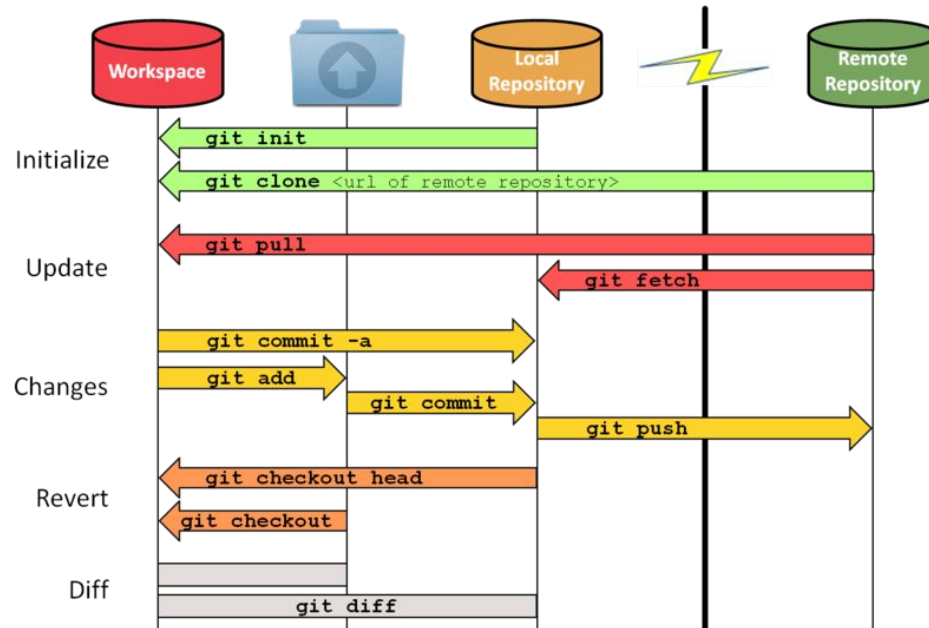 Workspace
Local
Repository
Remote
Repository
Initialize
git init
git clone <url of remote repository>
Update
git pull
git fetch
Changes
git commit -a
git add
git commit
git push
Revert
git checkout head
git checkout
Diff
git diff